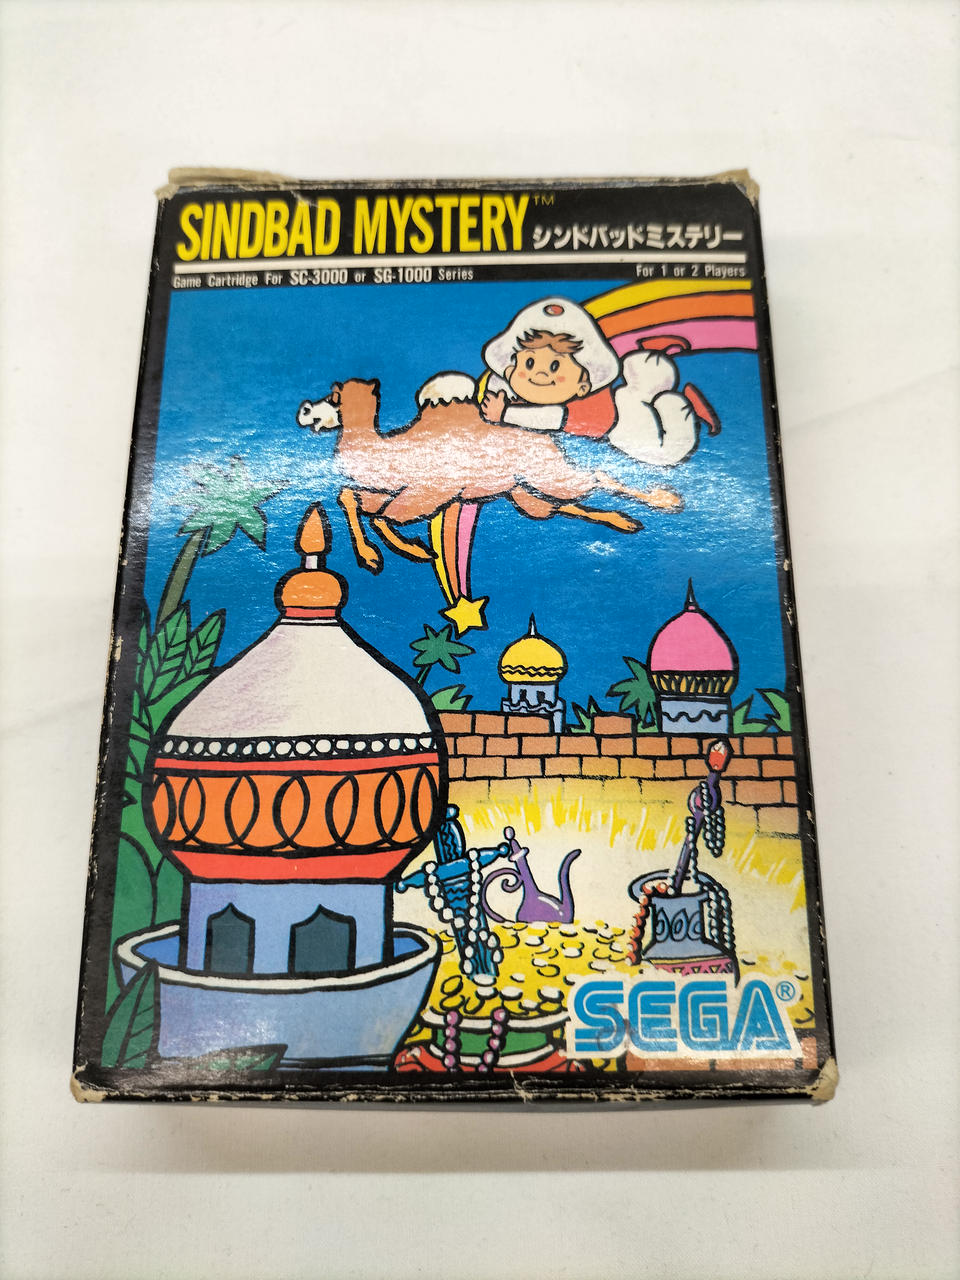 SINDBAD MYSTERY™ シンドバッドミステリー
Game Cartridge For SC-3000 or SG-1000 Series For 1 or 2 Players
SEGA®